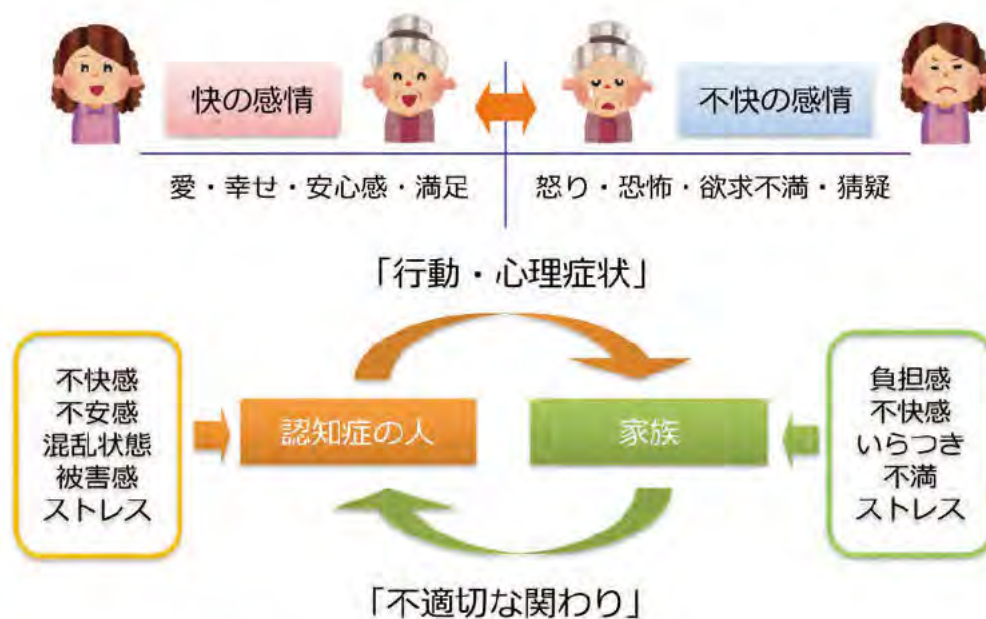 快の感情
不快の感情
愛・幸せ・安心感・満足
怒り・恐怖・欲求不満・猜疑
「行動・心理症状」
不快感
不安感
混乱状態
被害感
ストレス
認知症の人
家族
負担感
不快感
いらつき
不満
ストレス
「不適切な関わり」